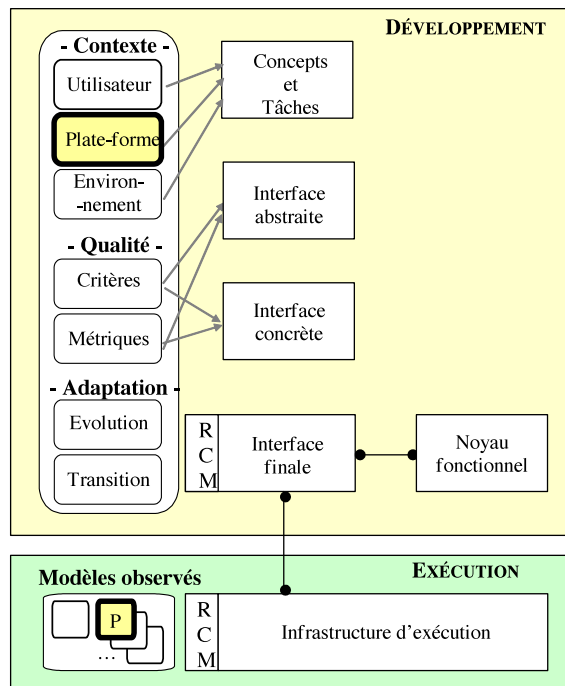 DÉVELOPPEMENT
- Contexte -
Utilisateur
Plate-forme
Environ-
-nement
- Qualité -
Critères
Métriques
- Adaptation -
Evolution
Transition
Concepts
et
Tâches
Interface
abstraite
Interface
concrète
R
C
M
Interface
finale
Noyau
fonctionnel
EXÉCUTION
Modèles observés
P
...
R
C
M
Infrastructure d'exécution